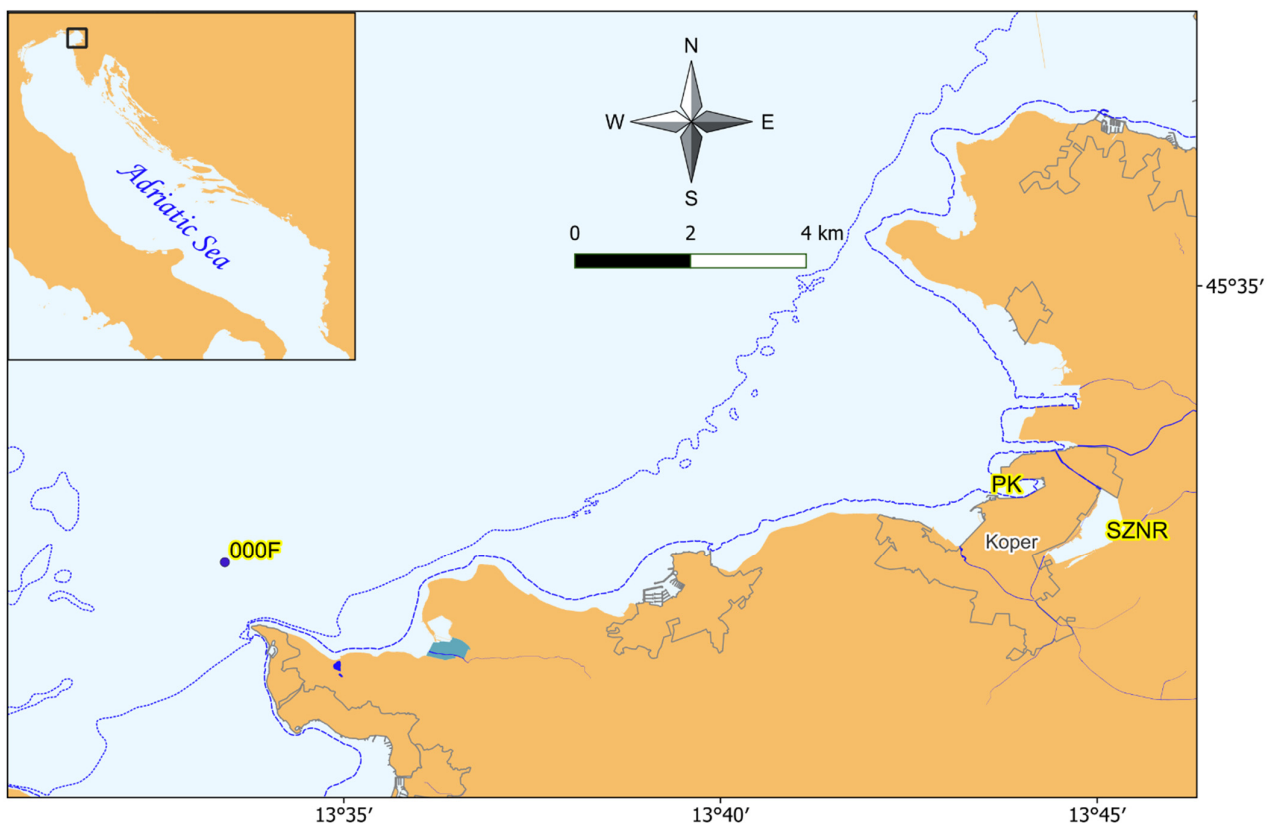 Adriatic Sea
N
W E
S
0 2 4 km
45°35′
PK
SZNR
Koper
000F
13°35′ 13°40′ 13°45′